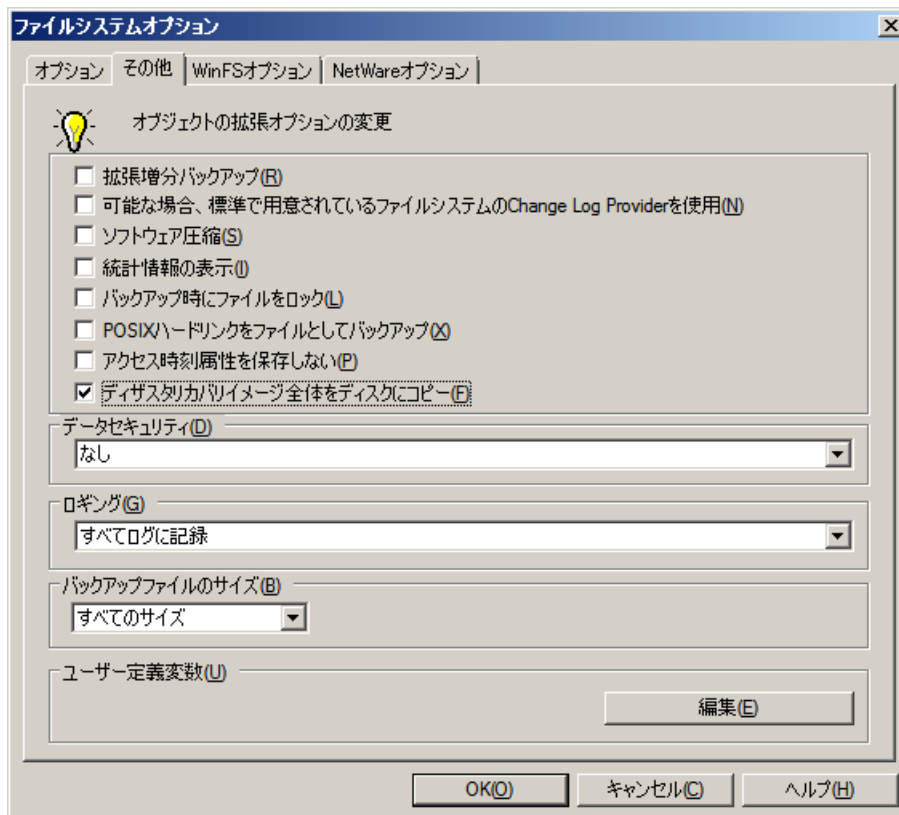 ファイルシステムオプション
オプション その他 WinFSオプション NetWareオプション
オブジェクトの拡張オプションの変更
拡張増分バックアップ(R)
可能な場合、標準で用意されているファイルシステムのChange Log Providerを使用(N)
ソフトウェア圧縮(S)
統計情報の表示(I)
バックアップ時にファイルをロック(L)
POSIXハードリンクをファイルとしてバックアップ(X)
アクセス時刻属性を保存しない(P)
ディザスタリカバリイメージ全体をディスクにコピー(F)
データセキュリティ(D)
なし
ロギング(G)
すべてログに記録
バックアップファイルのサイズ(B)
すべてのサイズ
ユーザー定義変数(U)
編集(E)
OK(O) キャンセル(C) ヘルプ(H)